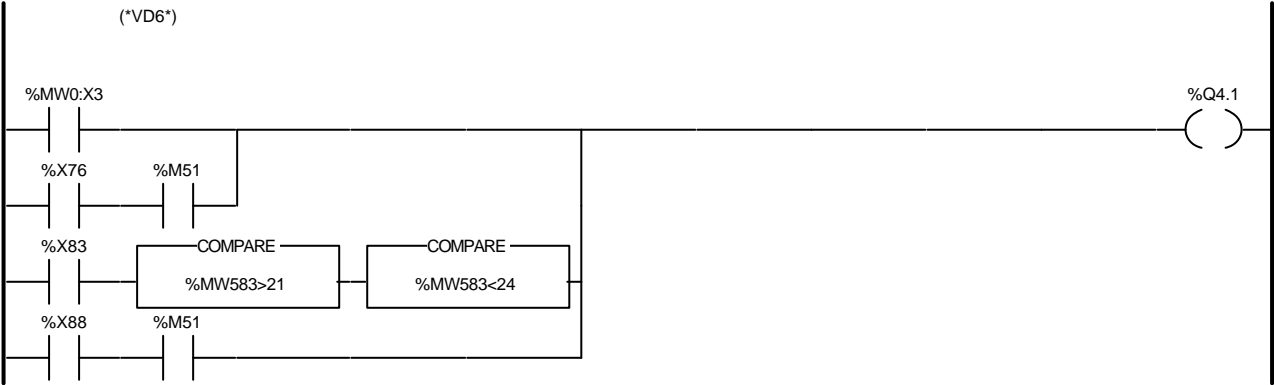 (*VD6*)
%MW0:X3 %Q4.1
%X76 %M51
%X83 COMPARE COMPARE
%MW583>21 %MW583<24
%X88 %M51